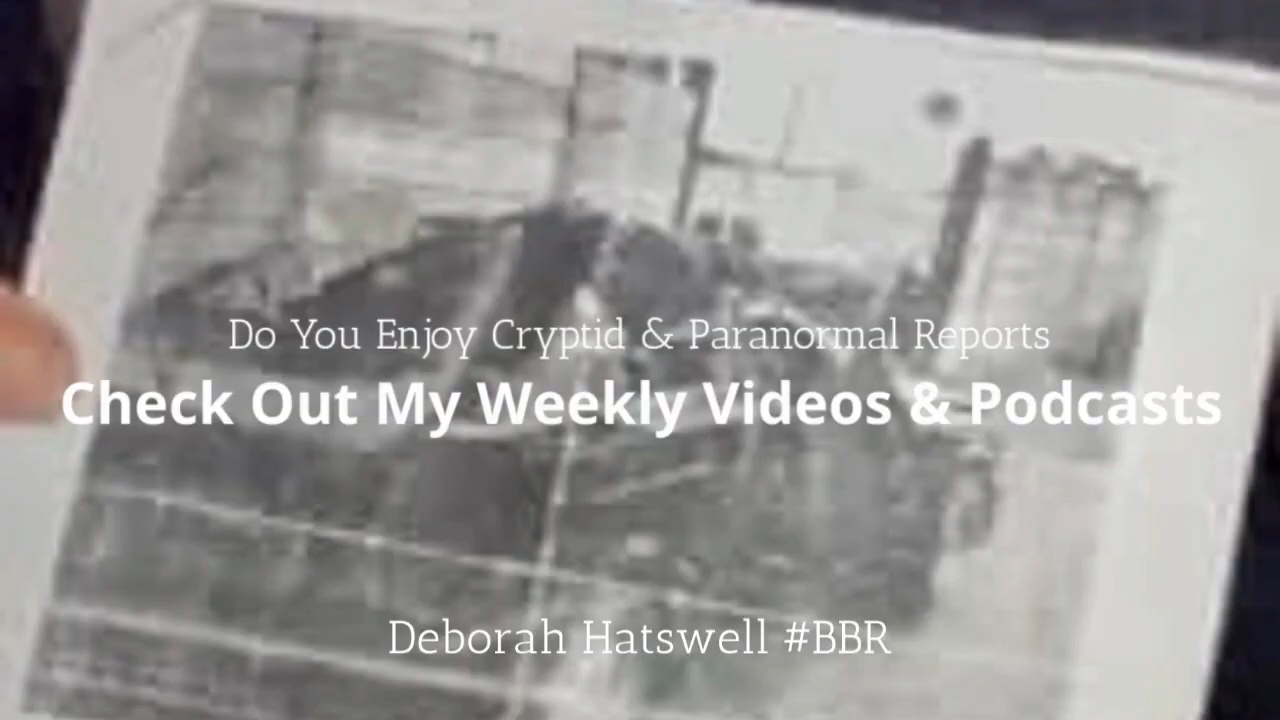 Do You Enjoy Cryptid & Paranormal Reports
Check Out My Weekly Videos & Podcasts
Deborah Hatswell #BBR